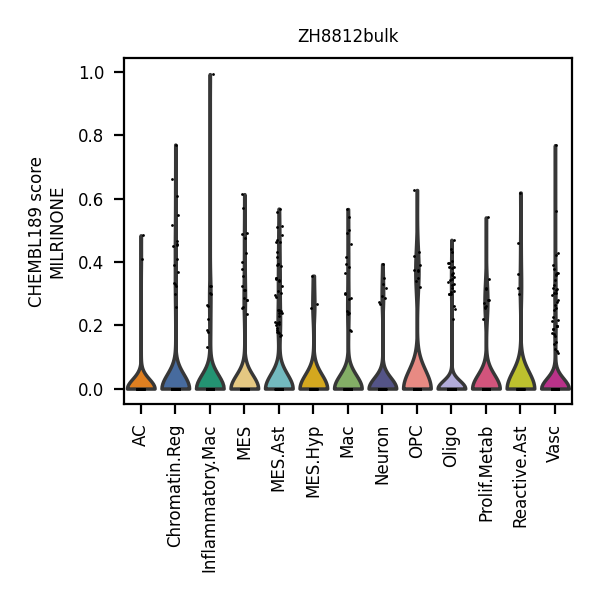 ZH8812bulk
CHEMBL189 score
MILRINONE
1.0
0.8
0.6
0.4
0.2
0.0
AC
Chromatin.Reg
Inflammatory.Mac
MES
MES.Ast
MES.Hyp
Mac
Neuron
OPC
Oligo
Prolif.Metab
Reactive.Ast
Vasc